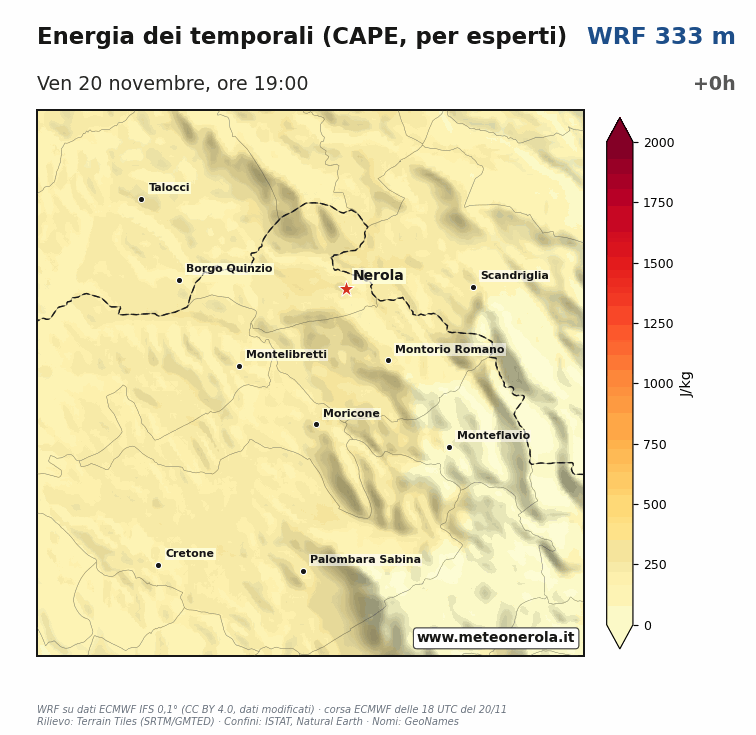 Energia dei temporali (CAPE, per esperti) WRF 333 m
Ven 20 novembre, ore 19:00 +0h
Talocci
Borgo Quinzio
Nerola
Scandriglia
Montelibretti
Montorio Romano
Moricone
Monteflavio
Cretone
Palombara Sabina
www.meteonerola.it
2000
1750
1500
1250
1000
750
500
250
0
J/kg
WRF su dati ECMWF IFS 0,1° (CC BY 4.0, dati modificati) · corsa ECMWF delle 18 UTC del 20/11
Rilievo: Terrain Tiles (SRTM/GMTED) · Confini: ISTAT, Natural Earth · Nomi: GeoNames